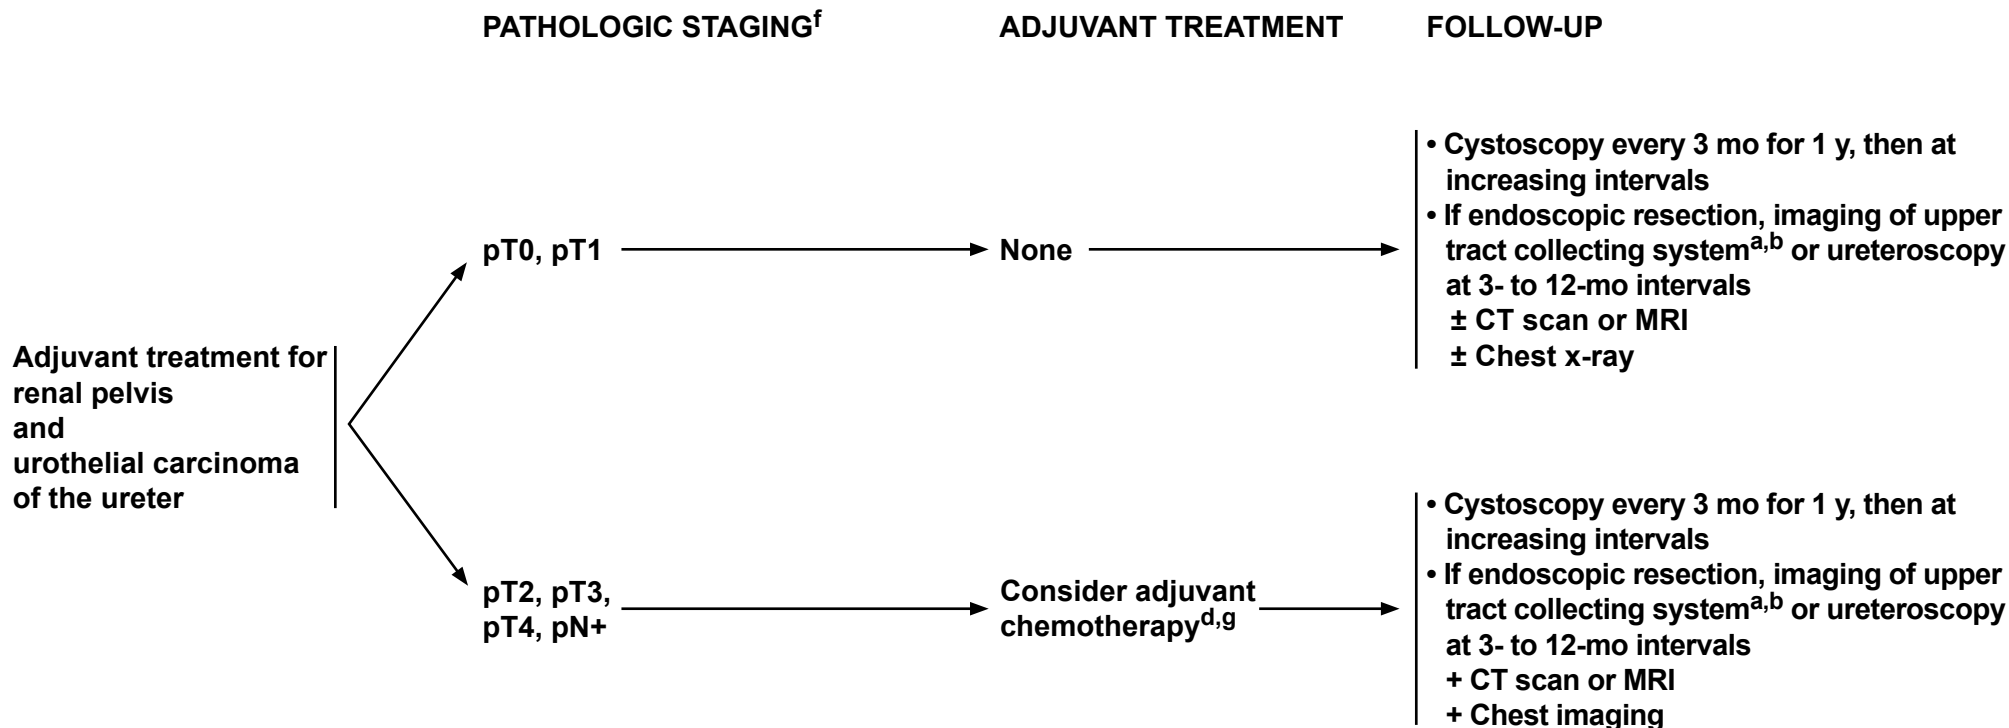 PATHOLOGIC STAGINGf
ADJUVANT TREATMENT
FOLLOW-UP
Adjuvant treatment for
renal pelvis
and
urothelial carcinoma
of the ureter
pT0, pT1
None
• Cystoscopy every 3 mo for 1 y, then at
increasing intervals
• If endoscopic resection, imaging of upper
tract collecting systema,b or ureteroscopy
at 3- to 12-mo intervals
± CT scan or MRI
± Chest x-ray
pT2, pT3,
pT4, pN+
Consider adjuvant
chemotherapyd,g
• Cystoscopy every 3 mo for 1 y, then at
increasing intervals
• If endoscopic resection, imaging of upper
tract collecting systema,b or ureteroscopy
at 3- to 12-mo intervals
+ CT scan or MRI
+ Chest imaging